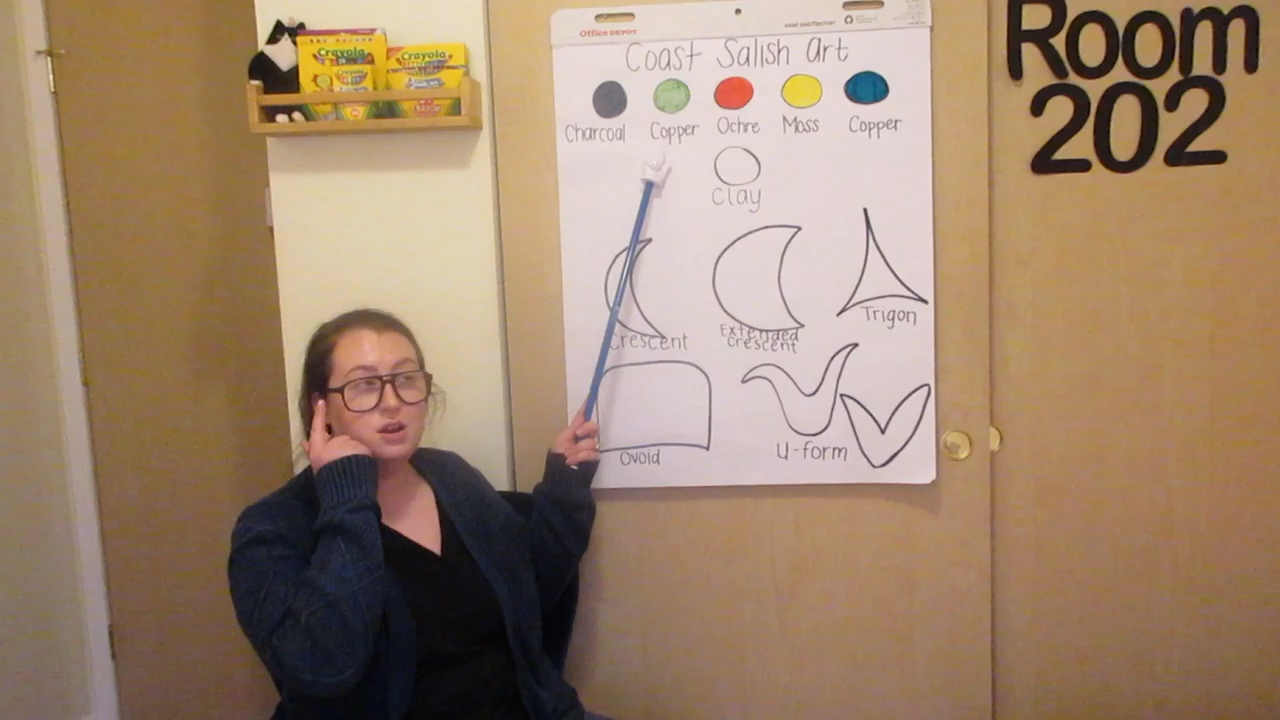 Crayola
Crayola
Office DEPOT
Coast Salish Art
Charcoal Copper Ochre Moss Copper
Clay
Crescent
Extended
Crescent
Trigon
Ovoid
U-form
Room
202